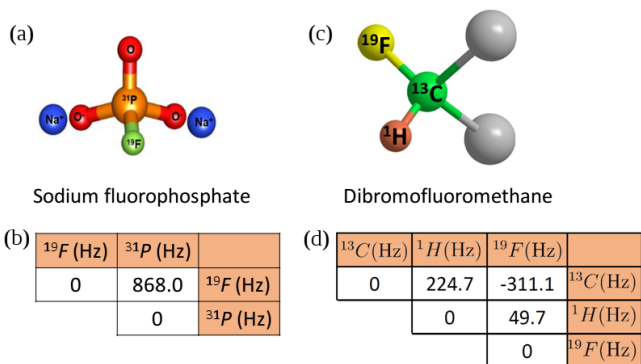 (a)
O
³¹P
Na⁺
O⁻
O⁻
Na⁺
¹⁹F
Sodium fluorophosphate
(b)
¹⁹F (Hz) ³¹P (Hz)
0 868.0 ¹⁹F (Hz)
0 ³¹P (Hz)
(c)
¹⁹F
¹³C
¹H
Dibromofluoromethane
(d)
¹³C(Hz) ¹H(Hz) ¹⁹F(Hz)
0 224.7 -311.1 ¹³C(Hz)
0 49.7 ¹H(Hz)
0 ¹⁹F(Hz)